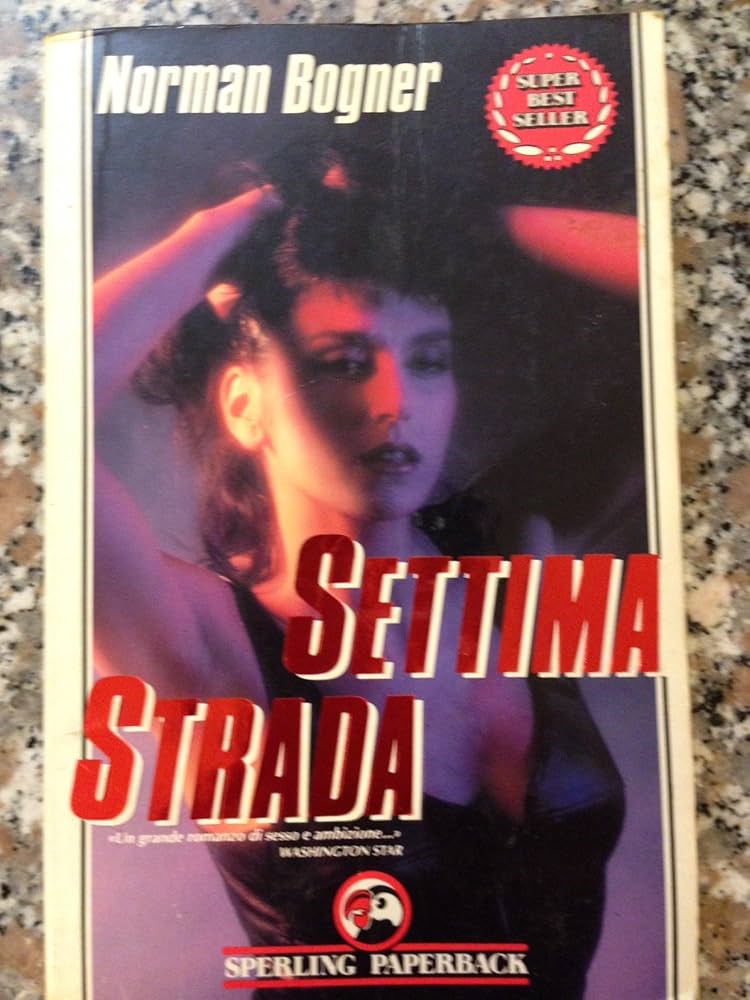 Norman Bogner
SUPER
BEST
SELLER
SETTIMA
STRADA
«Un grande romanzo di sesso e ambizione...»
WASHINGTON STAR
SPERLING PAPERBACK